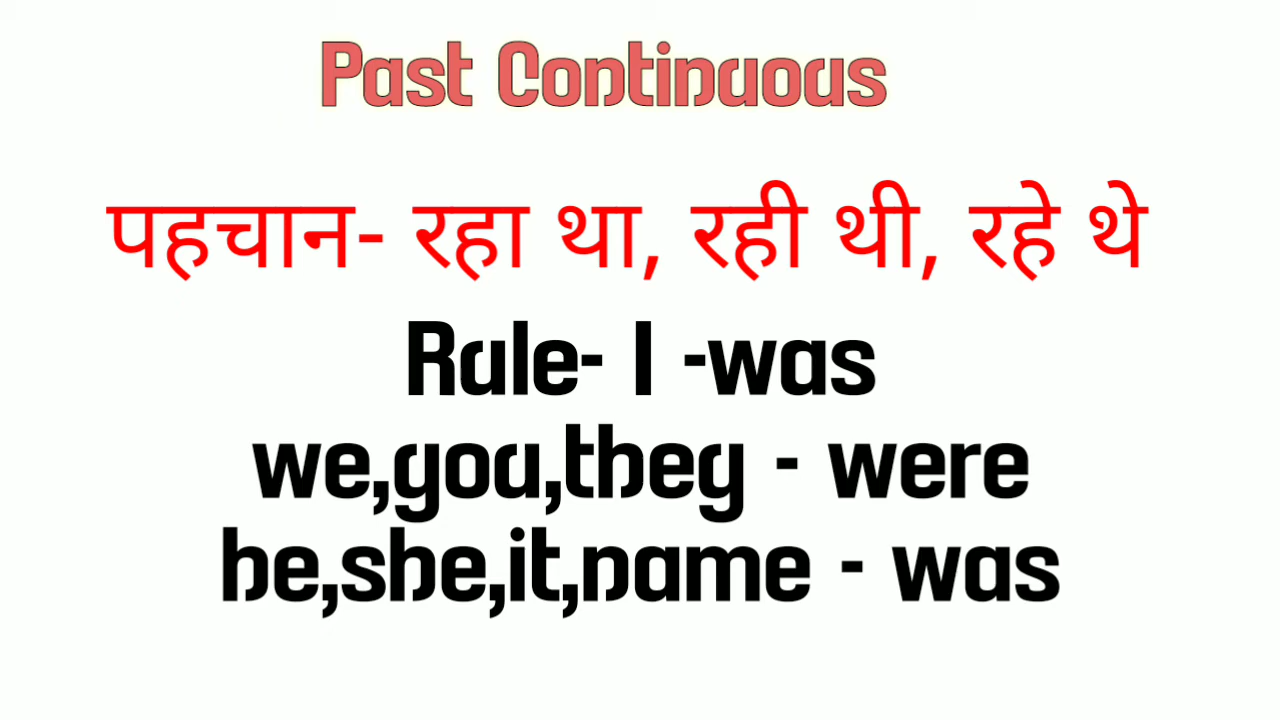 Past Continuous
पहचान- रहा था, रही थी, रहे थे
Rule- I -was
we,you,they - were
he,she,it,name - was